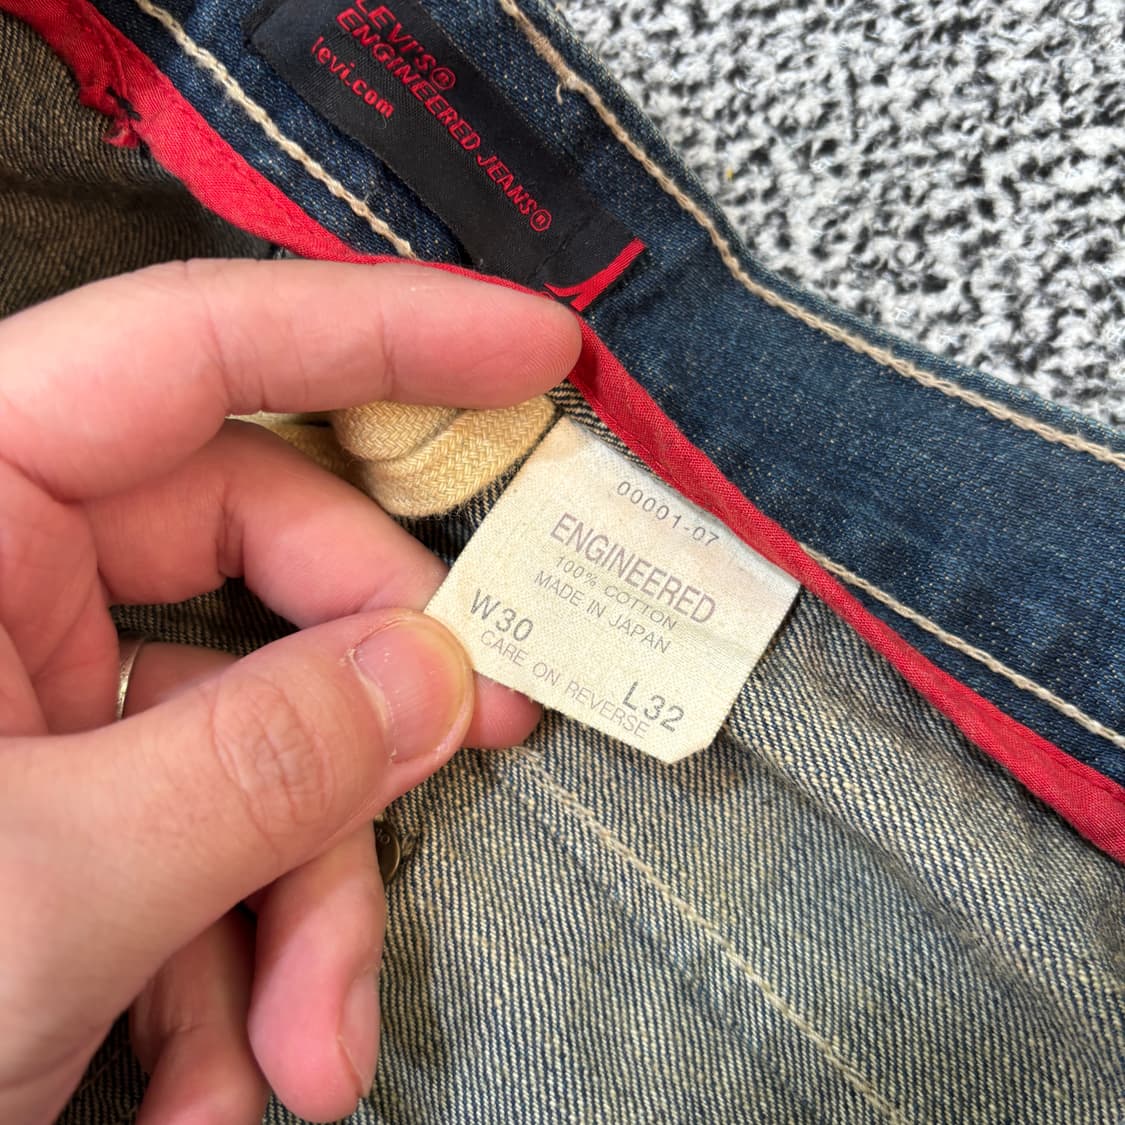 LEVI'S®
ENGINEERED JEANS®
levi.com
00001-07
ENGINEERED
100% COTTON
MADE IN JAPAN
W30 L32
CARE ON REVERSE